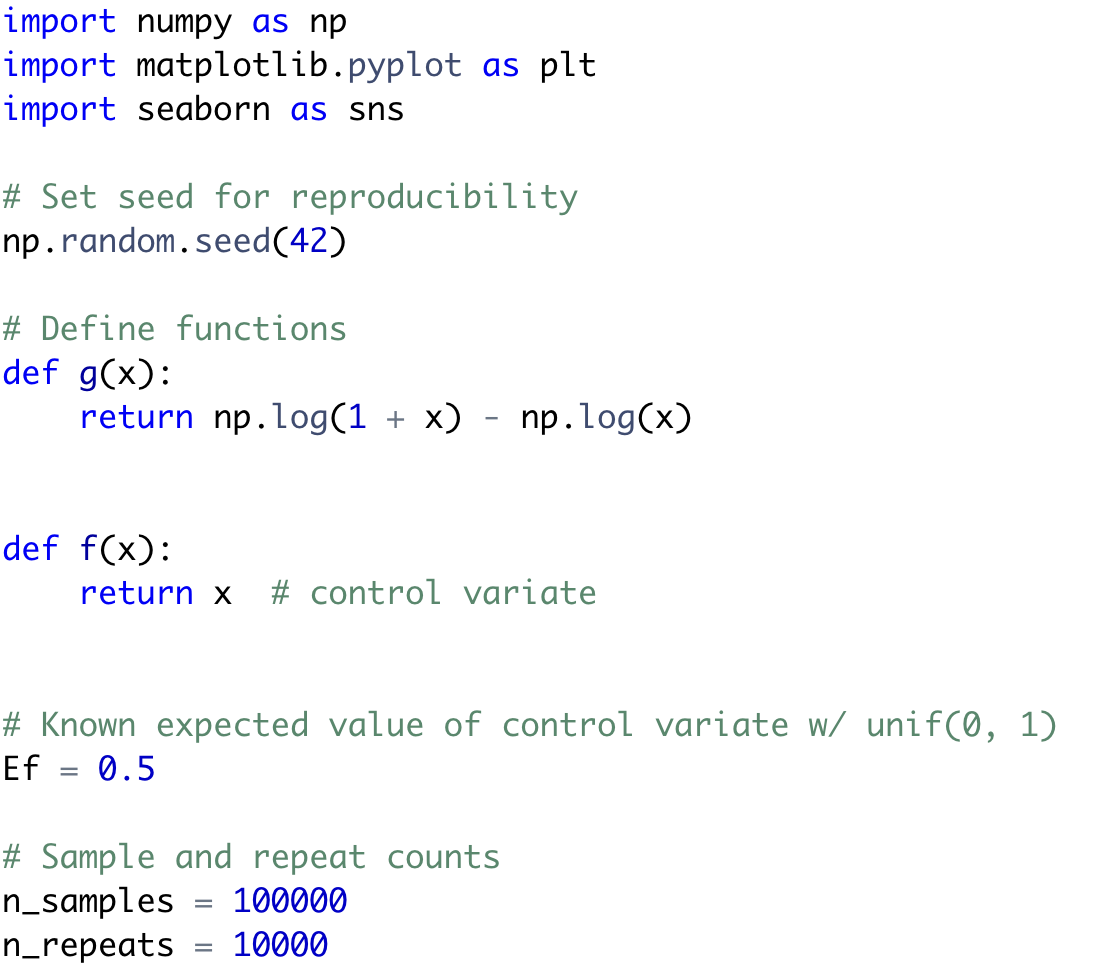 import numpy as np
import matplotlib.pyplot as plt
import seaborn as sns
# Set seed for reproducibility
np.random.seed(42)
# Define functions
def g(x):
    return np.log(1 + x) - np.log(x)
def f(x):
    return x  # control variate
# Known expected value of control variate w/ unif(0, 1)
Ef = 0.5
# Sample and repeat counts
n_samples = 100000
n_repeats = 10000